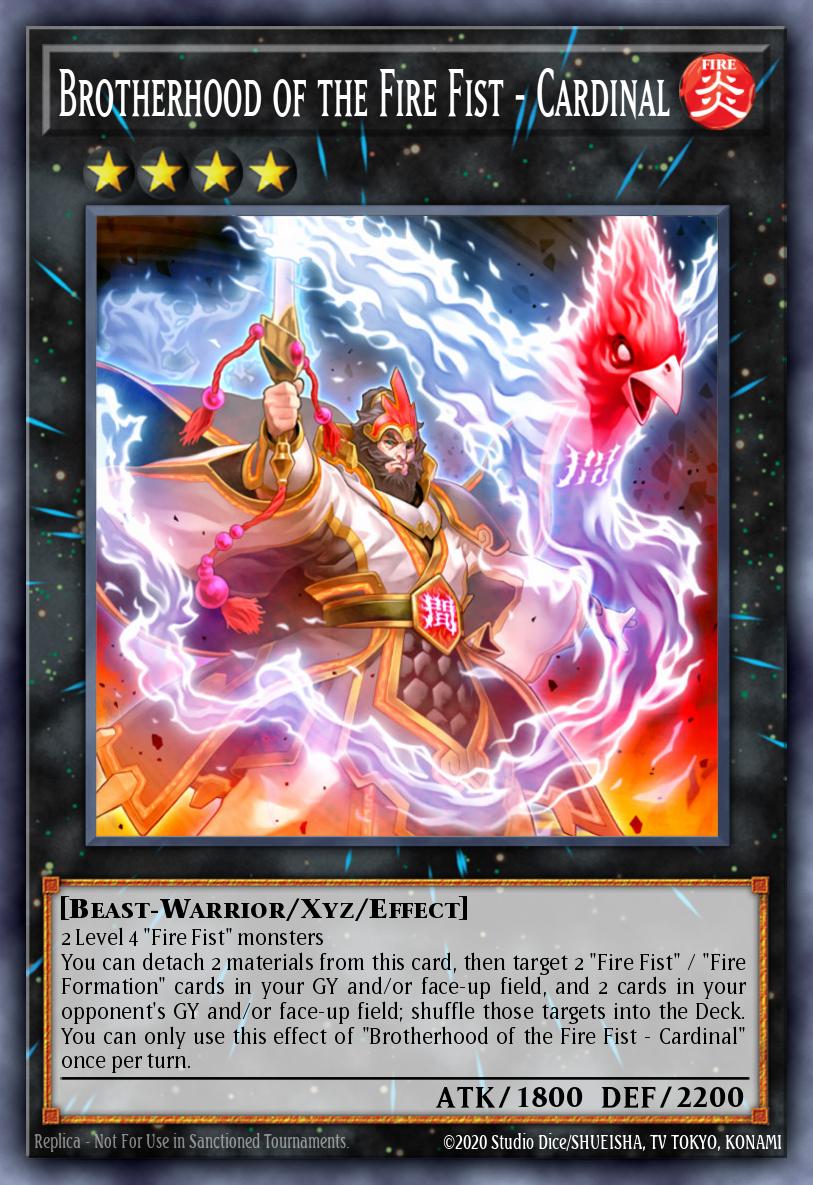 Brotherhood of the Fire Fist - Cardinal
FIRE
炎
[Beast-Warrior/Xyz/Effect]
2 Level 4 "Fire Fist" monsters
You can detach 2 materials from this card, then target 2 "Fire Fist" / "Fire
Formation" cards in your GY and/or face-up field, and 2 cards in your
opponent's GY and/or face-up field; shuffle those targets into the Deck.
You can only use this effect of "Brotherhood of the Fire Fist - Cardinal"
once per turn.
ATK/1800 DEF/2200
Replica - Not For Use in Sanctioned Tournaments.
©2020 Studio Dice/SHUEISHA, TV TOKYO, KONAMI